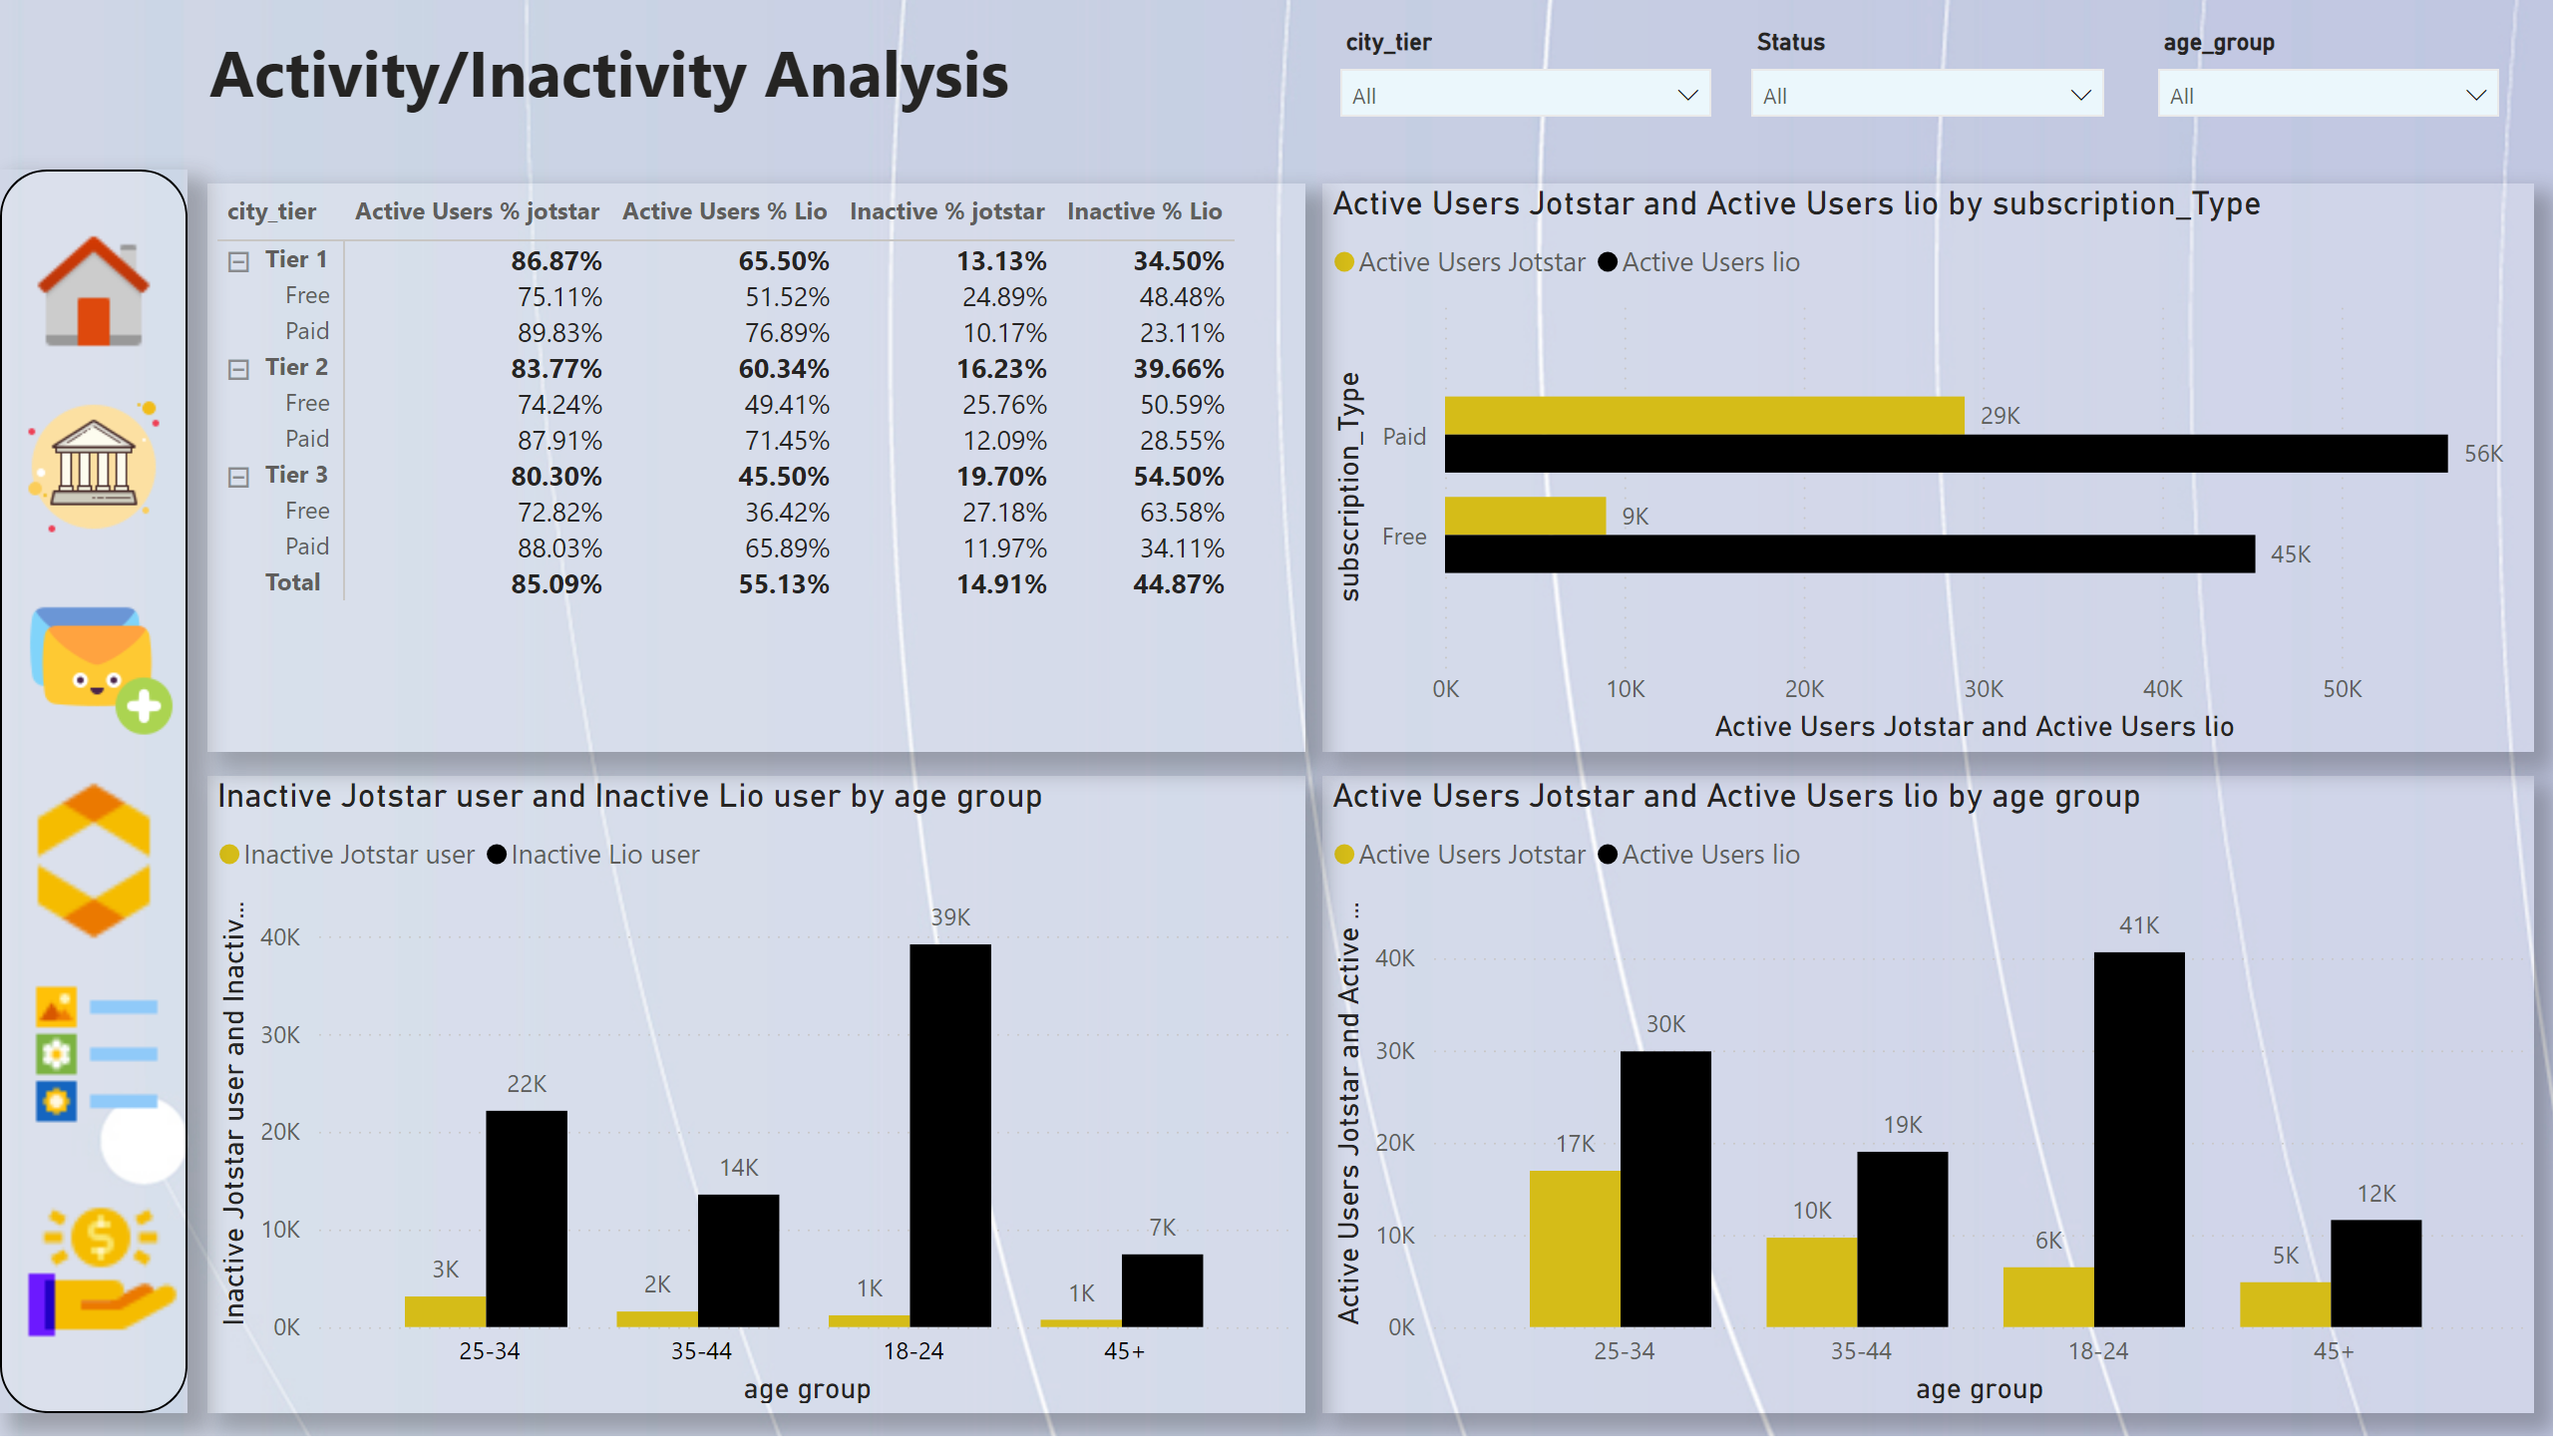 Activity/Inactivity Analysis
city_tier
All
Status
All
age_group
All
city_tier Active Users % jotstar Active Users % Lio Inactive % jotstar Inactive % Lio
Tier 1 86.87% 65.50% 13.13% 34.50%
Free 75.11% 51.52% 24.89% 48.48%
Paid 89.83% 76.89% 10.17% 23.11%
Tier 2 83.77% 60.34% 16.23% 39.66%
Free 74.24% 49.41% 25.76% 50.59%
Paid 87.91% 71.45% 12.09% 28.55%
Tier 3 80.30% 45.50% 19.70% 54.50%
Free 72.82% 36.42% 27.18% 63.58%
Paid 88.03% 65.89% 11.97% 34.11%
Total 85.09% 55.13% 14.91% 44.87%
Active Users Jotstar and Active Users lio by subscription_Type
Active Users Jotstar Active Users lio
subscription_Type
Paid
29K
56K
Free
9K
45K
0K 10K 20K 30K 40K 50K
Active Users Jotstar and Active Users lio
Inactive Jotstar user and Inactive Lio user by age group
Inactive Jotstar user Inactive Lio user
Inactive Jotstar user and Inactiv...
40K
30K
20K
10K
0K
3K 22K
2K 14K
1K 39K
1K 7K
25-34 35-44 18-24 45+
age group
Active Users Jotstar and Active Users lio by age group
Active Users Jotstar Active Users lio
Active Users Jotstar and Active ...
40K
30K
20K
10K
0K
17K 30K
10K 19K
6K 41K
5K 12K
25-34 35-44 18-24 45+
age group